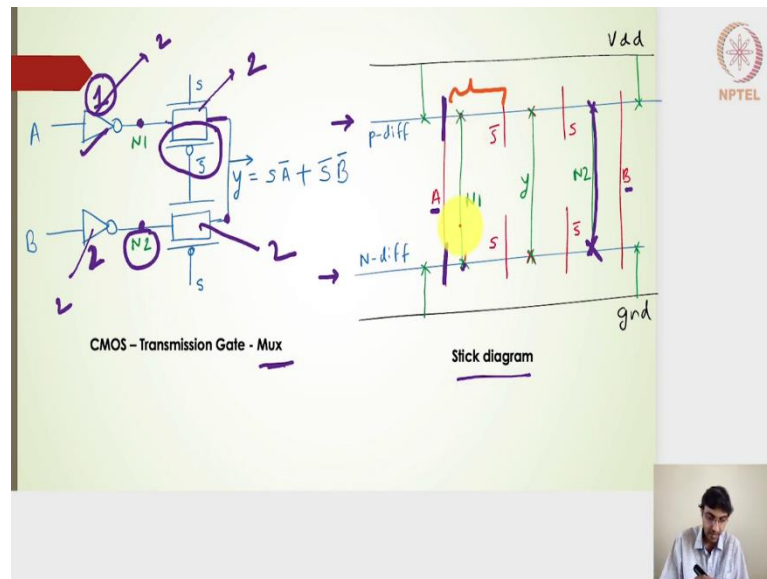 NPTEL
2
1
S
2
A
N1
S̅
y = sA̅ + S̅B̅
B
2
N2
2
2
S
CMOS – Transmission Gate - Mux
Vdd
p-diff
S̅
S
A
N1
y
N2
B
N-diff
S
S̅
gnd
Stick diagram